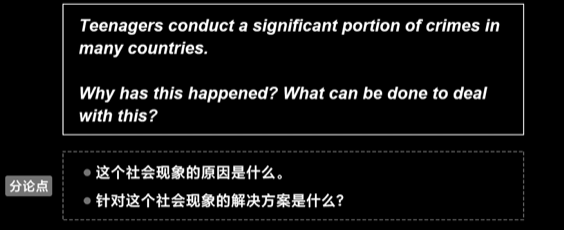 Teenagers conduct a significant portion of crimes in
many countries.
Why has this happened? What can be done to deal
with this?
分论点
这个社会现象的原因是什么。
针对这个社会现象的解决方案是什么？